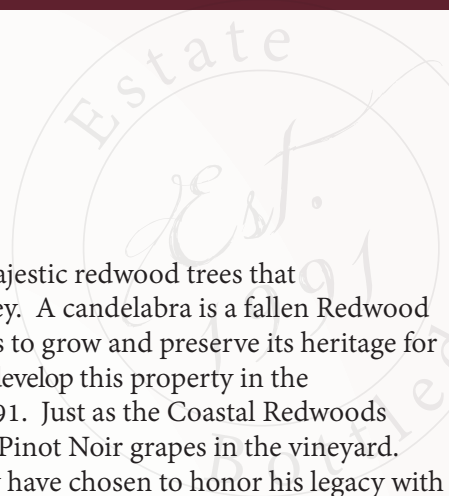 Estate
Est.
1991
ajestic redwood trees that
ey.  A candelabra is a fallen Redwood
s to grow and preserve its heritage for
develop this property in the
91.  Just as the Coastal Redwoods
Pinot Noir grapes in the vineyard.
have chosen to honor his legacy with
Bottled